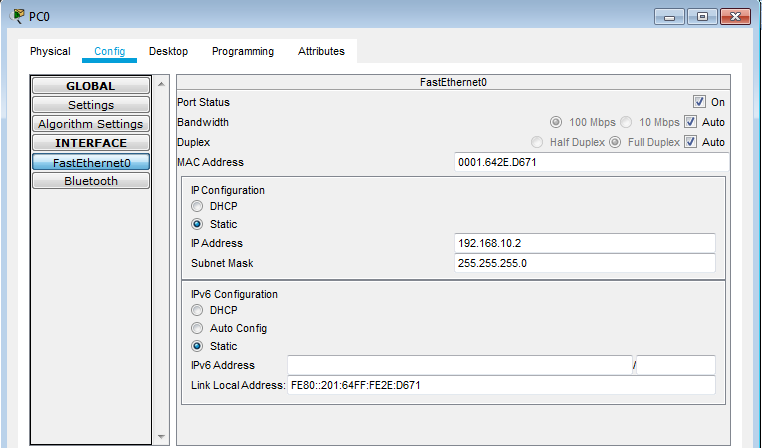 PC0
Physical Config Desktop Programming Attributes
GLOBAL
Settings
Algorithm Settings
INTERFACE
FastEthernet0
Bluetooth
FastEthernet0
Port Status On
Bandwidth 100 Mbps 10 Mbps Auto
Duplex Half Duplex Full Duplex Auto
MAC Address 0001.642E.D671
IP Configuration
DHCP
Static
IP Address 192.168.10.2
Subnet Mask 255.255.255.0
IPv6 Configuration
DHCP
Auto Config
Static
IPv6 Address /
Link Local Address: FE80::201:64FF:FE2E:D671